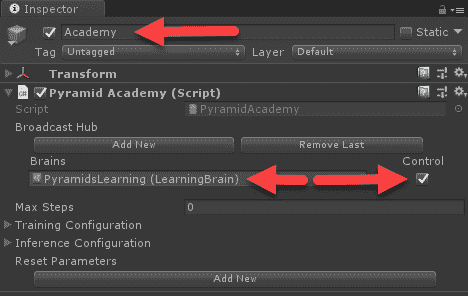 Inspector
Academy Static
Tag Untagged Layer Default
Transform
C#
Pyramid Academy (Script)
Script PyramidAcademy
Broadcast Hub
Add New Remove Last
Brains Control
PyramidsLearning (LearningBrain)
Max Steps 0
Training Configuration
Inference Configuration
Reset Parameters
Add New